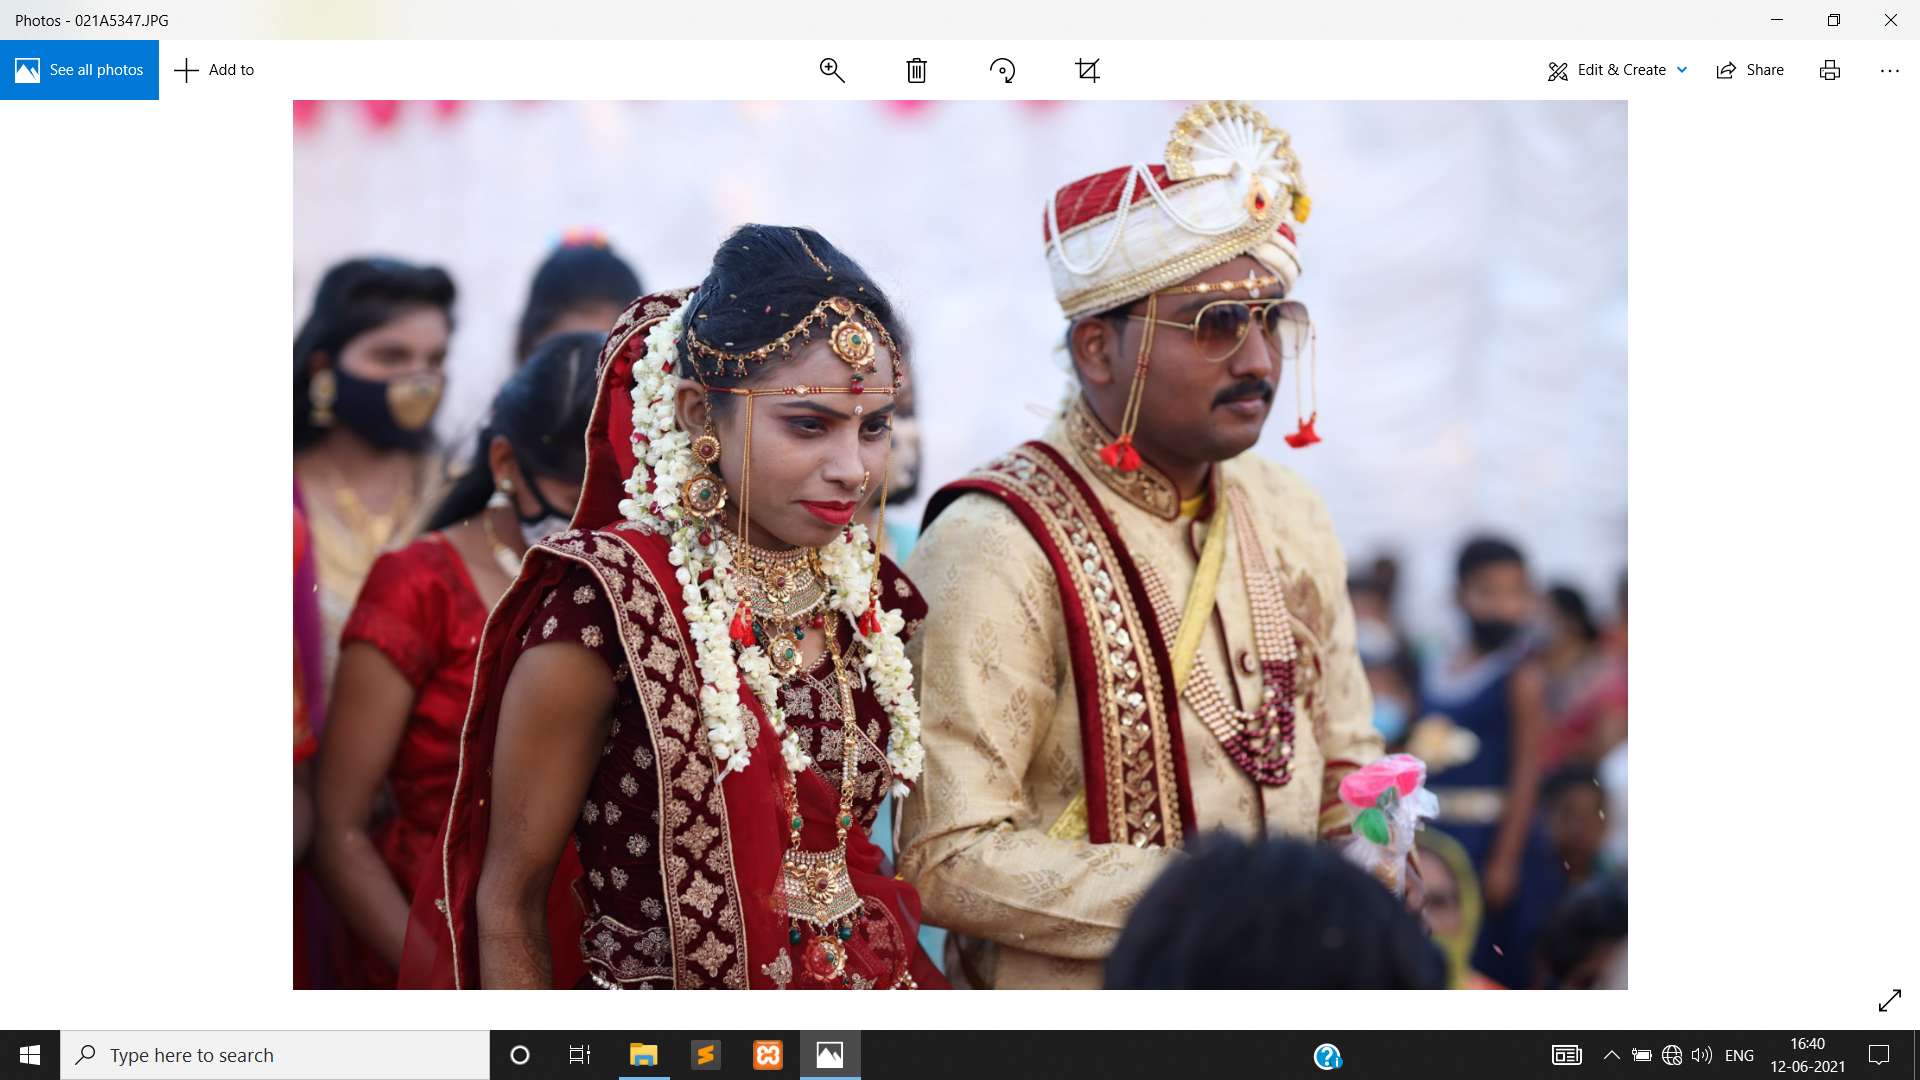 Photos - 021A5347.JPG
See all photos
Add to
Edit & Create
Share
Type here to search
ENG
16:40
12-06-2021